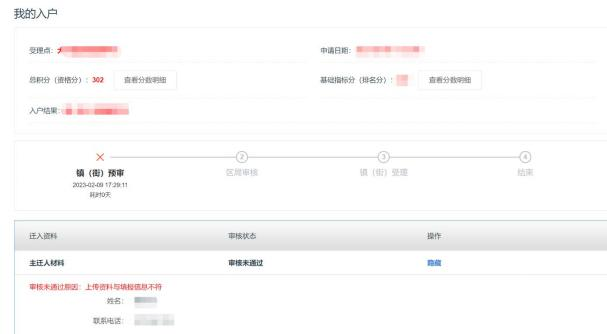 我的入户
受理点：
申请日期：
总积分（资格分）：302 查看分数明细
基础指标分（排名分）： 查看分数明细
入户结果：
2 3 4
镇（街）预审 区局审核 镇（街）受理 结束
2023-02-09 17:29:11
耗时0天
迁入资料 审核状态 操作
主迁人材料 审核未通过 隐藏
审核未通过原因：上传资料与填报信息不符
姓名：
联系电话：